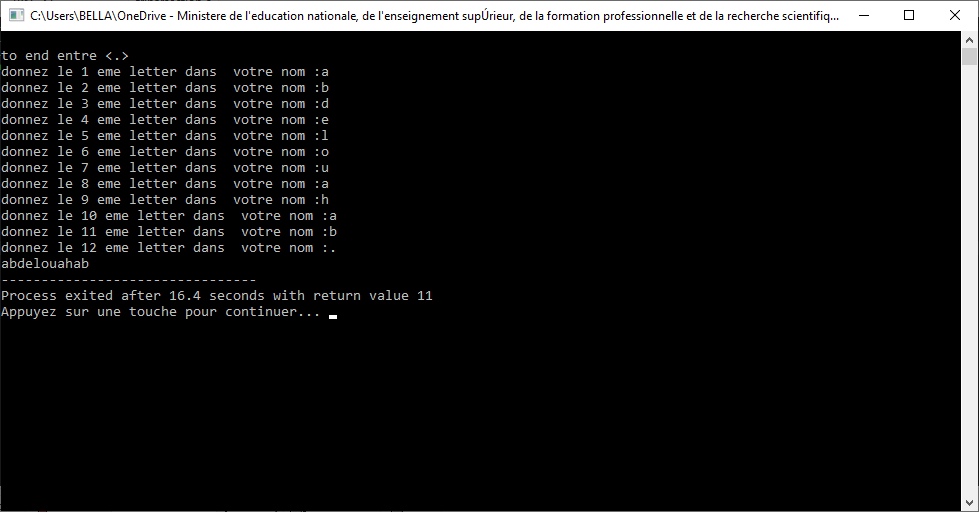 C:\Users\BELLA\OneDrive - Ministere de l'education nationale, de l'enseignement supÚrieur, de la formation professionnelle et de la recherche scientifiq...
to end entre <.>
donnez le 1 eme letter dans  votre nom :a
donnez le 2 eme letter dans  votre nom :b
donnez le 3 eme letter dans  votre nom :d
donnez le 4 eme letter dans  votre nom :e
donnez le 5 eme letter dans  votre nom :l
donnez le 6 eme letter dans  votre nom :o
donnez le 7 eme letter dans  votre nom :u
donnez le 8 eme letter dans  votre nom :a
donnez le 9 eme letter dans  votre nom :h
donnez le 10 eme letter dans  votre nom :a
donnez le 11 eme letter dans  votre nom :b
donnez le 12 eme letter dans  votre nom :.
abdelouahab
--------------------------------
Process exited after 16.4 seconds with return value 11
Appuyez sur une touche pour continuer...